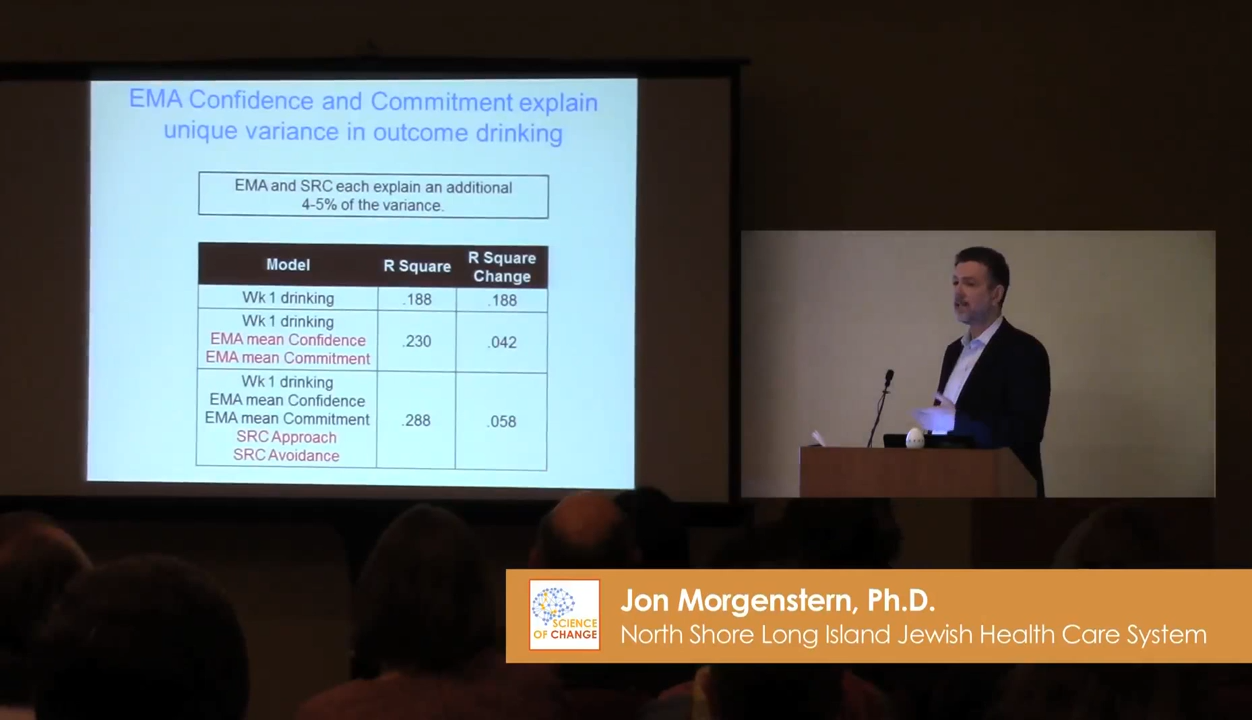 EMA Confidence and Commitment explain
unique variance in outcome drinking
EMA and SRC each explain an additional
4-5% of the variance.
Model R Square R Square Change
Wk 1 drinking .188 .188
Wk 1 drinking
EMA mean Confidence
EMA mean Commitment
.230 .042
Wk 1 drinking
EMA mean Confidence
EMA mean Commitment
SRC Approach
SRC Avoidance
.288 .058
SCIENCE
OF CHANGE
Jon Morgenstern, Ph.D.
North Shore Long Island Jewish Health Care System